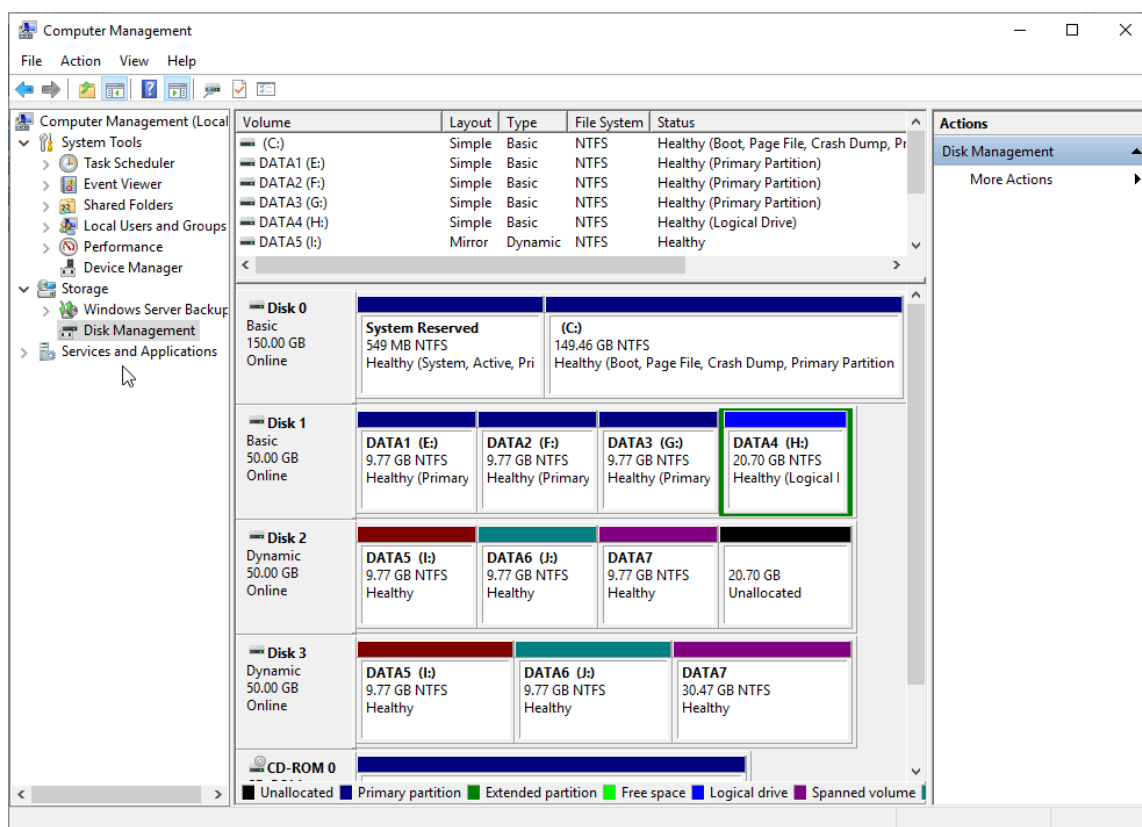 Computer Management
File Action View Help
Computer Management (Local
System Tools
Task Scheduler
Event Viewer
Shared Folders
Local Users and Groups
Performance
Device Manager
Storage
Windows Server Backup
Disk Management
Services and Applications
Volume Layout Type File System Status
(C:) Simple Basic NTFS Healthy (Boot, Page File, Crash Dump, Pr
DATA1 (E:) Simple Basic NTFS Healthy (Primary Partition)
DATA2 (F:) Simple Basic NTFS Healthy (Primary Partition)
DATA3 (G:) Simple Basic NTFS Healthy (Primary Partition)
DATA4 (H:) Simple Basic NTFS Healthy (Logical Drive)
DATA5 (I:) Mirror Dynamic NTFS Healthy
Disk 0
Basic
150.00 GB
Online
System Reserved
549 MB NTFS
Healthy (System, Active, Pri
(C:)
149.46 GB NTFS
Healthy (Boot, Page File, Crash Dump, Primary Partition
Disk 1
Basic
50.00 GB
Online
DATA1 (E:)
9.77 GB NTFS
Healthy (Primary
DATA2 (F:)
9.77 GB NTFS
Healthy (Primary
DATA3 (G:)
9.77 GB NTFS
Healthy (Primary
DATA4 (H:)
20.70 GB NTFS
Healthy (Logical
Disk 2
Dynamic
50.00 GB
Online
DATA5 (I:)
9.77 GB NTFS
Healthy
DATA6 (J:)
9.77 GB NTFS
Healthy
DATA7
9.77 GB NTFS
Healthy
20.70 GB
Unallocated
Disk 3
Dynamic
50.00 GB
Online
DATA5 (I:)
9.77 GB NTFS
Healthy
DATA6 (J:)
9.77 GB NTFS
Healthy
DATA7
30.47 GB NTFS
Healthy
CD-ROM 0
Unallocated Primary partition Extended partition Free space Logical drive Spanned volume
Actions
Disk Management
More Actions